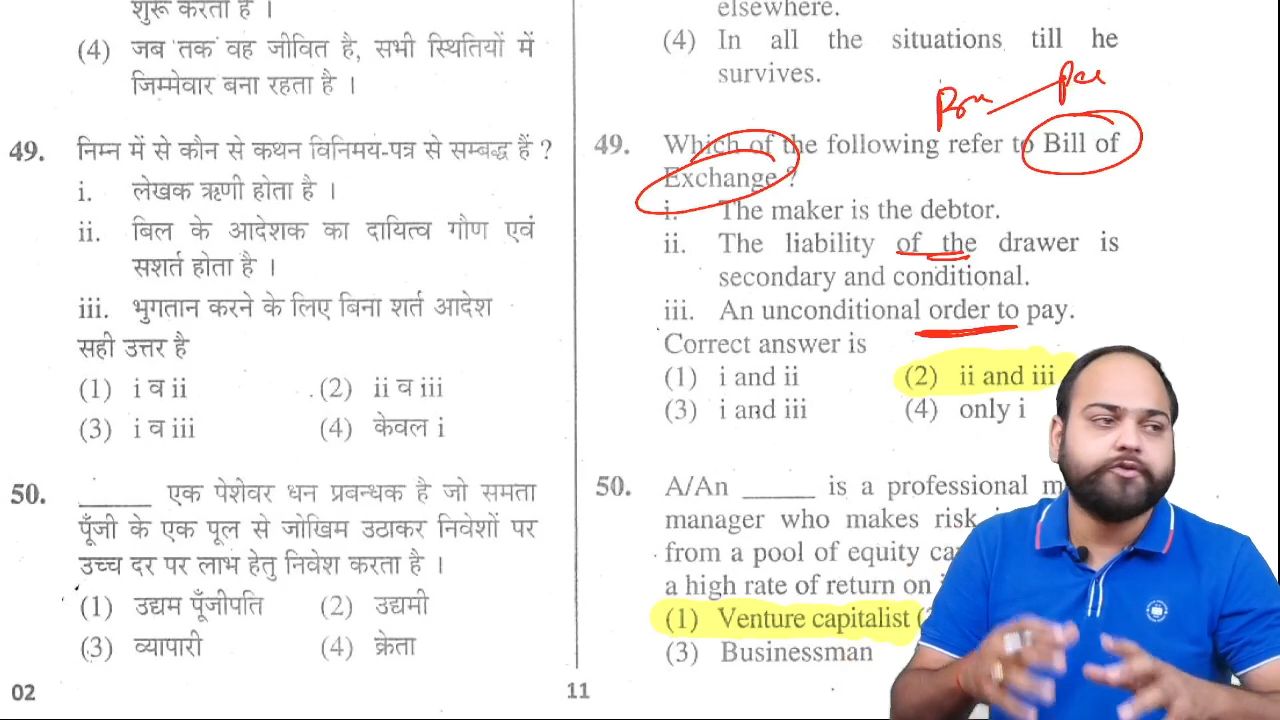 शुरू करता है ।
(4) जब तक वह जीवित है, सभी स्थितियों में
जिम्मेवार बना रहता है ।
49. निम्न में से कौन से कथन विनिमय-पत्र से सम्बद्ध हैं ?
i. लेखक ऋणी होता है ।
ii. बिल के आदेशक का दायित्व गौण एवं
सशर्त होता है ।
iii. भुगतान करने के लिए बिना शर्त आदेश
सही उत्तर है
(1) i व ii (2) ii व iii
(3) i व iii (4) केवल i
50. ______ एक पेशेवर धन प्रबन्धक है जो समता
पूँजी के एक पूल से जोखिम उठाकर निवेशों पर
उच्च दर पर लाभ हेतु निवेश करता है ।
(1) उद्यम पूँजीपति (2) उद्यमी
(3) व्यापारी (4) क्रेता
02
11
elsewhere.
(4) In all the situations till he
survives.
49. Which of the following refer to Bill of
Exchange ?
i. The maker is the debtor.
ii. The liability of the drawer is
secondary and conditional.
iii. An unconditional order to pay.
Correct answer is
(1) i and ii (2) ii and iii
(3) i and iii (4) only i
50. A/An ______ is a professional
manager who makes risk
from a pool of equity
a high rate of return on
(1) Venture capitalist
(3) Businessman